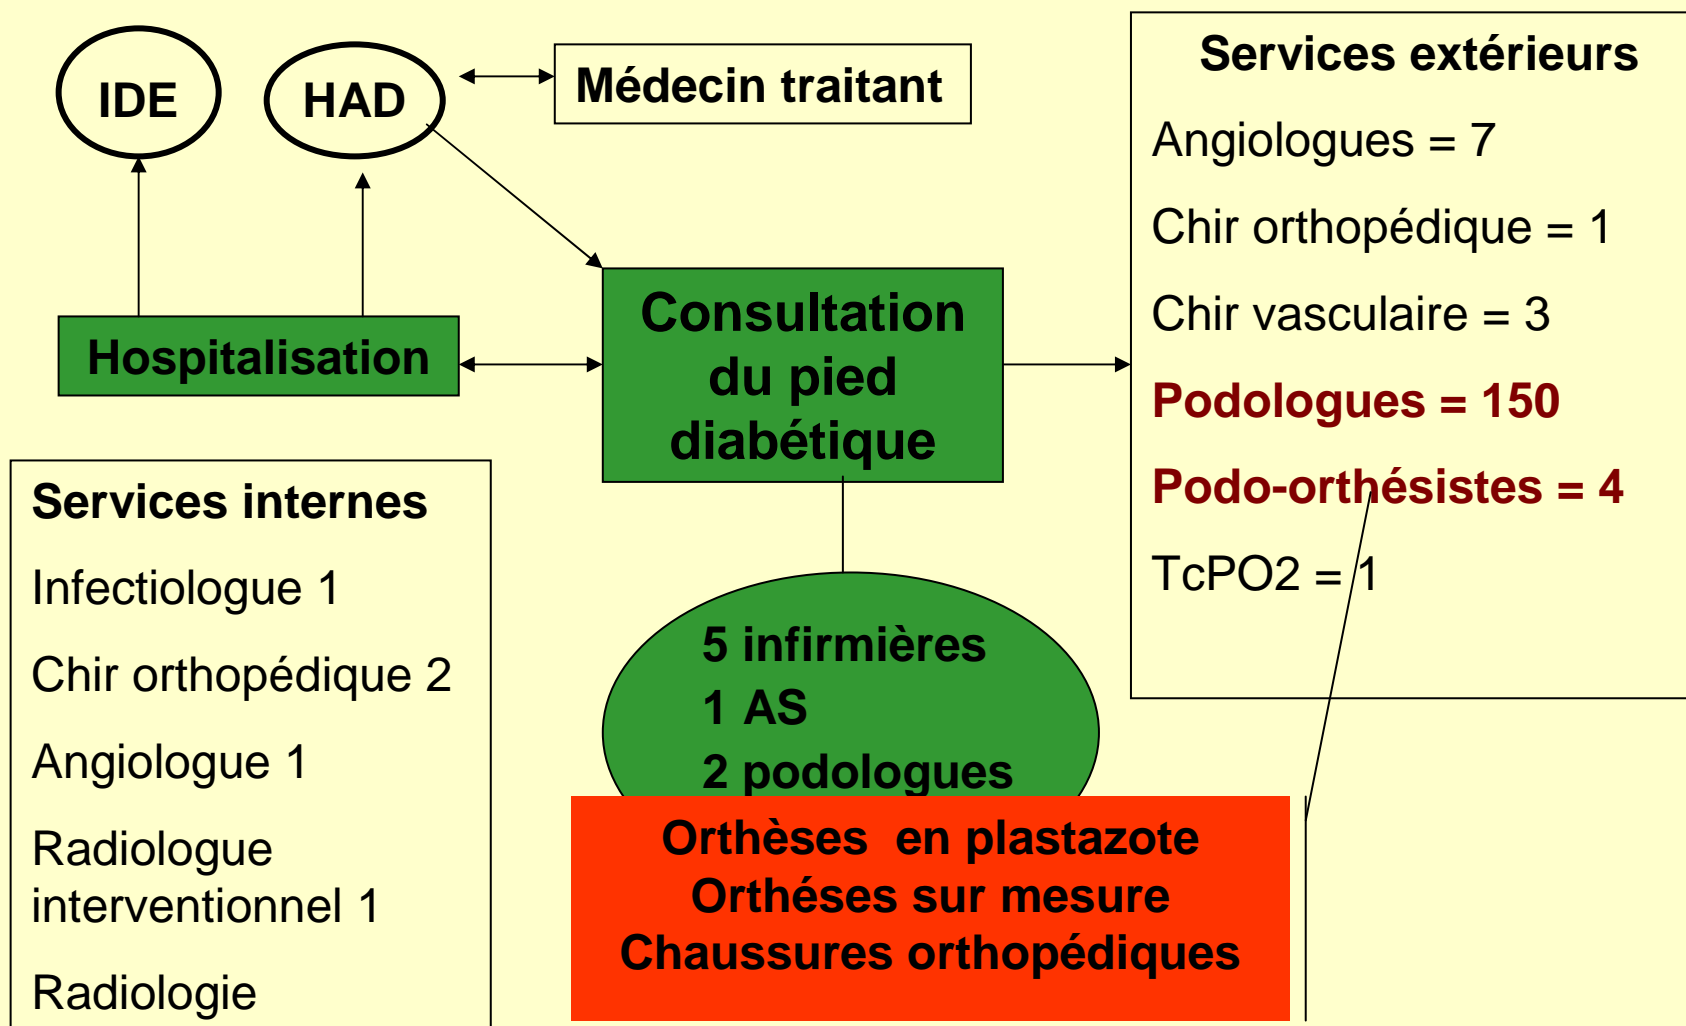 IDE
HAD
Médecin traitant
Hospitalisation
Consultation
du pied
diabétique
Services extérieurs
Angiologues = 7
Chir orthopédique = 1
Chir vasculaire = 3
Podologues = 150
Podo-orthésistes = 4
TcPO2 = 1
Services internes
Infectiologue 1
Chir orthopédique 2
Angiologue 1
Radiologue
interventionnel 1
Radiologie
5 infirmières
1 AS
2 podologues
Orthèses en plastazote
Orthéses sur mesure
Chaussures orthopédiques